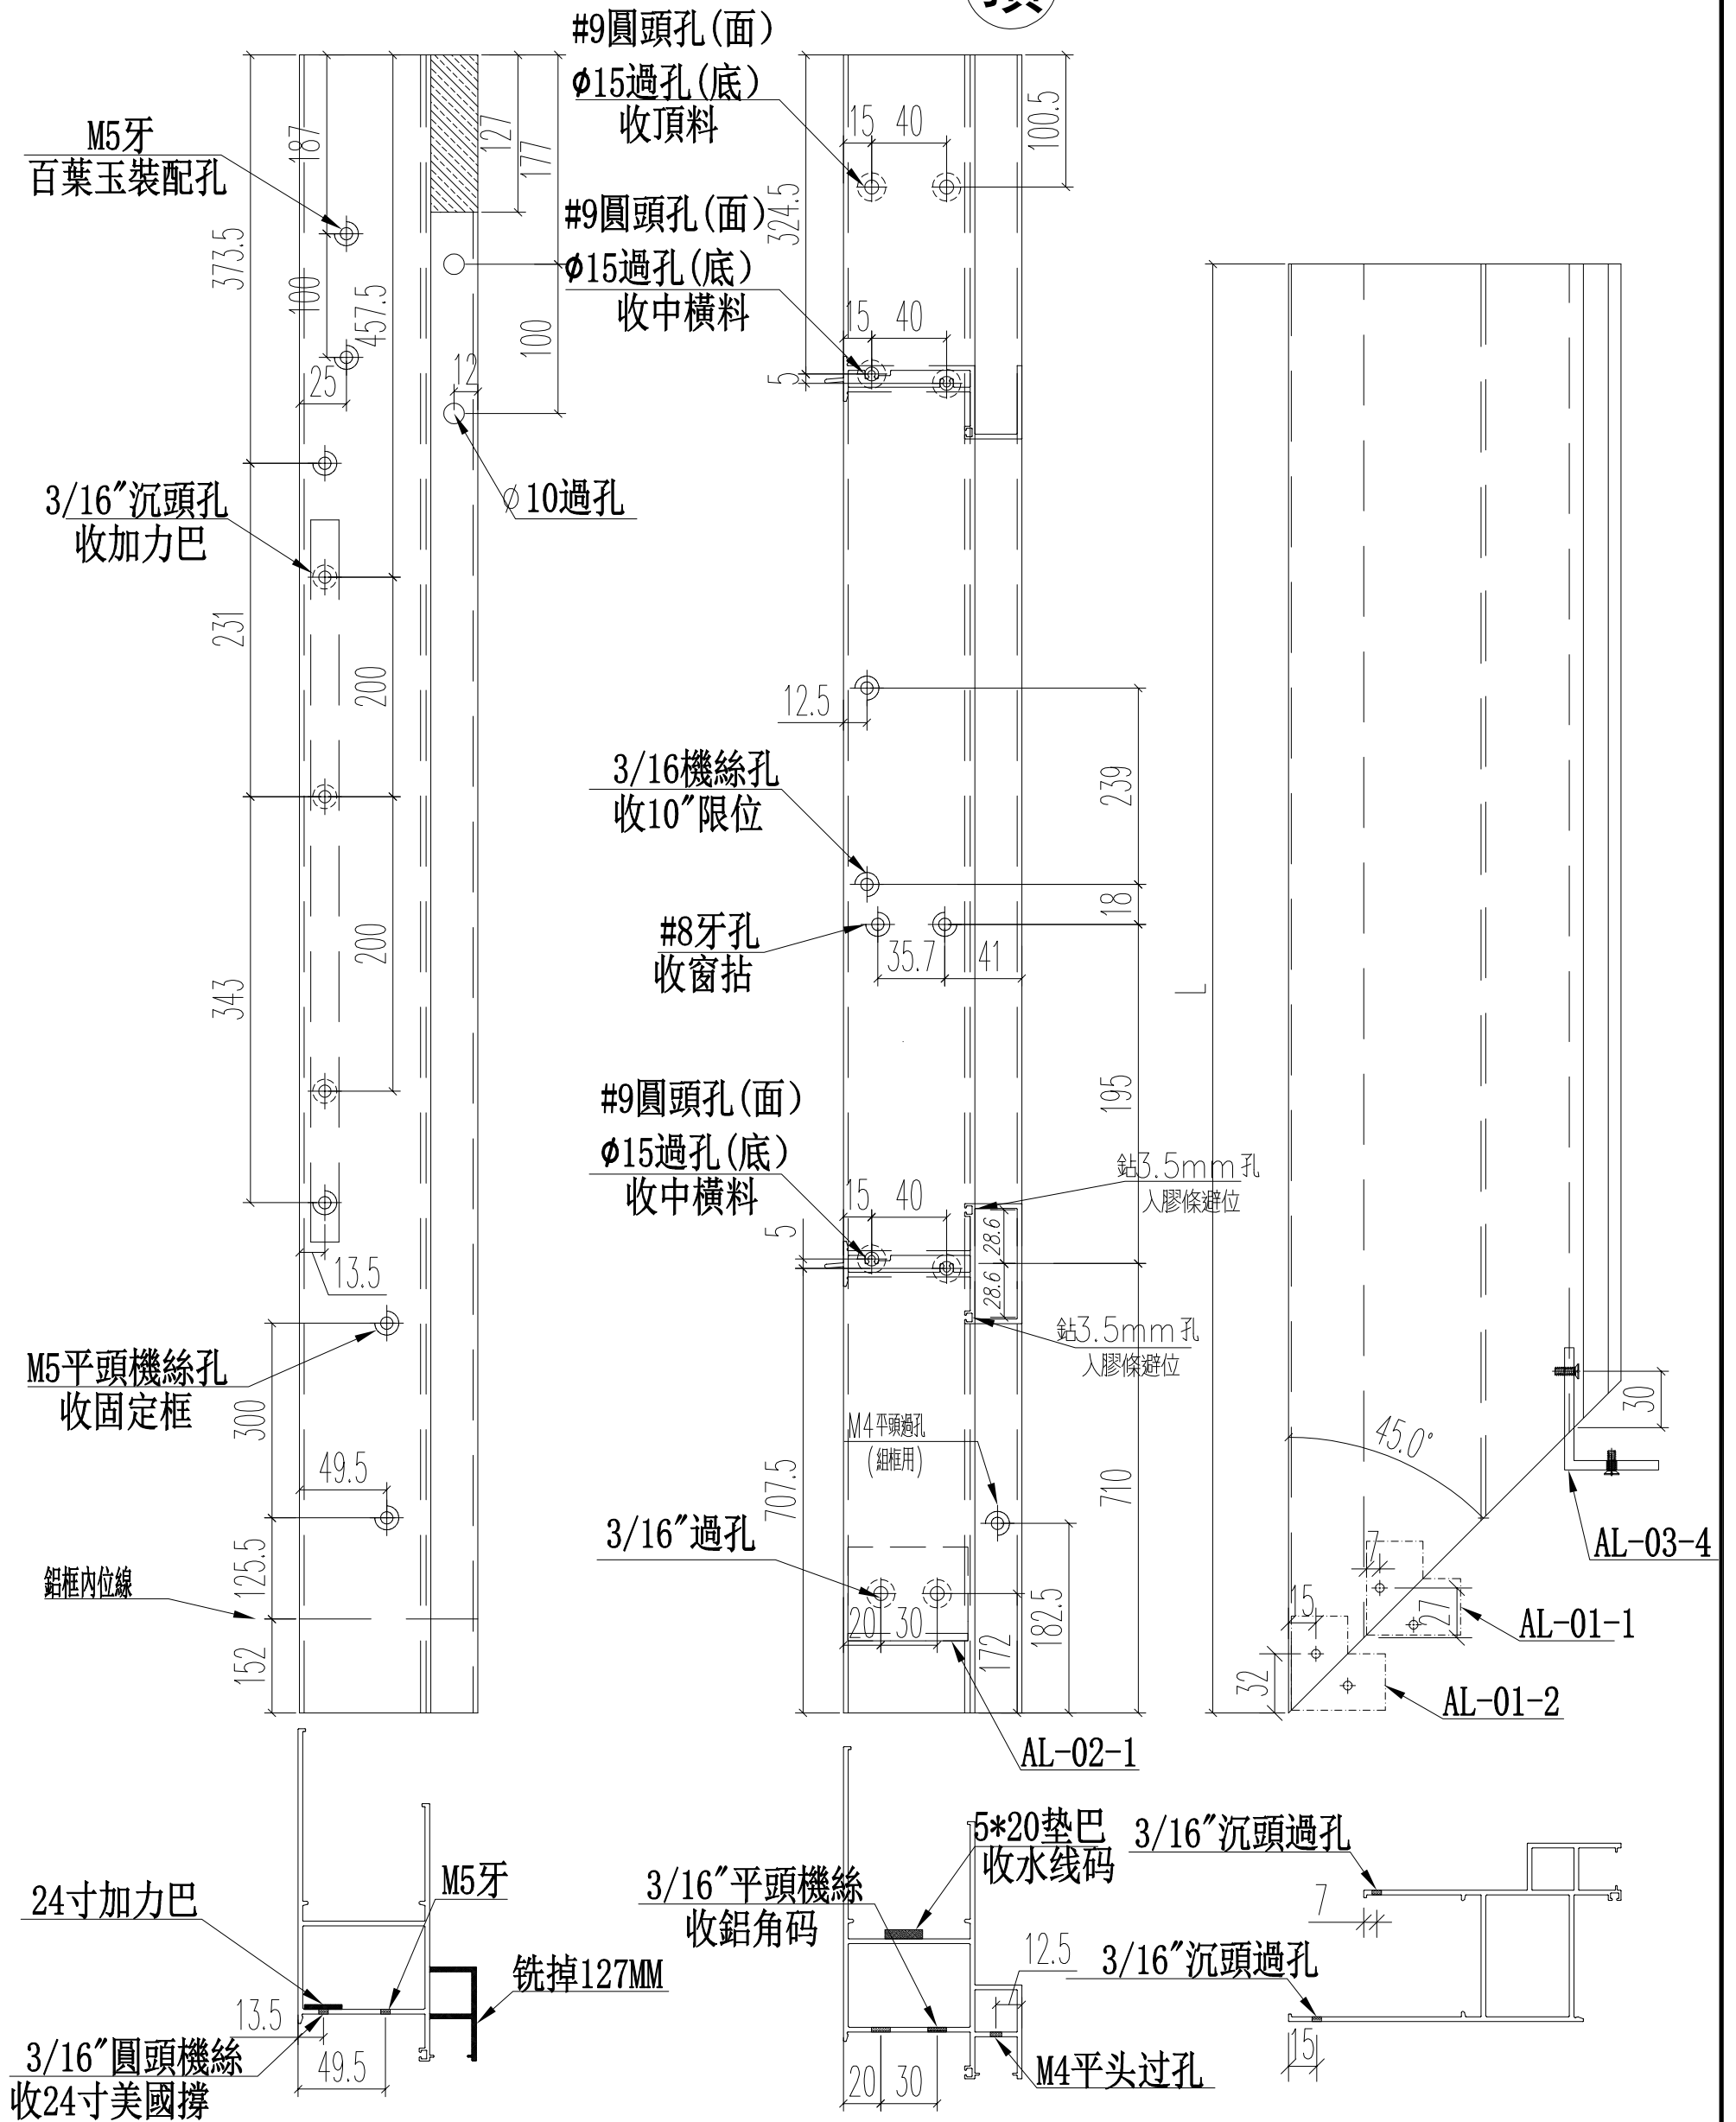 #9圓頭孔(面)
ϕ15過孔(底)
收頂料
M5牙
百葉玉裝配孔
187
127
177
15
40
100.5
373.5
100
457.5
324.5
#9圓頭孔(面)
ϕ15過孔(底)
收中橫料
15
40
100
25
12
5
3/16"沉頭孔
收加力巴
∅10過孔
231
200
12.5
3/16機絲孔
收10"限位
239
18
#8牙孔
收窗拈
35.7
41
200
343
L
#9圓頭孔(面)
ϕ15過孔(底)
收中橫料
195
鉆3.5mm孔
入膠條避位
15
40
5
28.6
28.6
13.5
鉆3.5mm孔
入膠條避位
M5平頭機絲孔
收固定框
300
49.5
M4平頭過孔
(組框用)
707.5
710
45.0°
30
AL-03-4
3/16"過孔
125.5
鋁框內位線
152
20
30
172
182.5
7
15
27
32
AL-01-1
AL-01-2
AL-02-1
24寸加力巴
M5牙
铣掉127MM
13.5
49.5
3/16"圓頭機絲
收24寸美國撐
5*20垫巴
收水线码
3/16"平頭機絲
收鋁角码
12.5
20
30
M4平头过孔
3/16"沉頭過孔
7
3/16"沉頭過孔
15